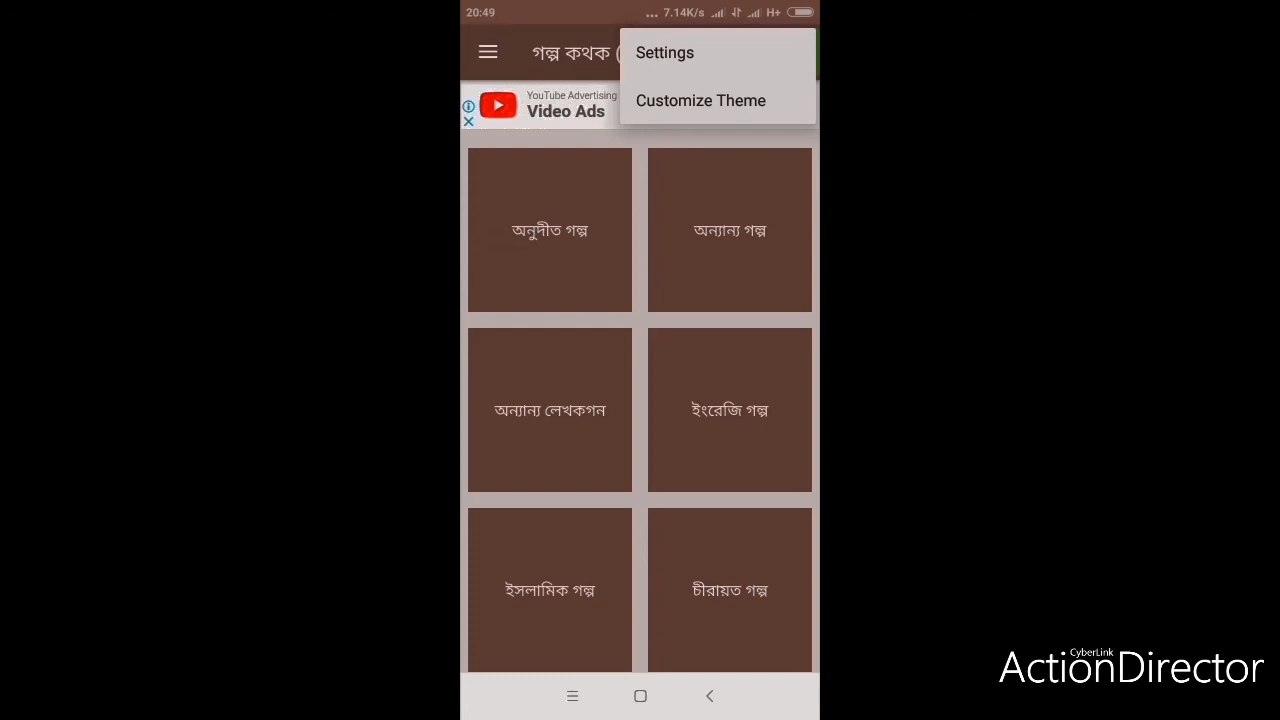 20:49
... 7.14K/s H+
গল্প কথক (
Settings
Customize Theme
YouTube Advertising
Video Ads
অনুদীত গল্প
অন্যান্য গল্প
অন্যান্য লেখকগন
ইংরেজি গল্প
ইসলামিক গল্প
চীরায়ত গল্প
CyberLink
ActionDirector